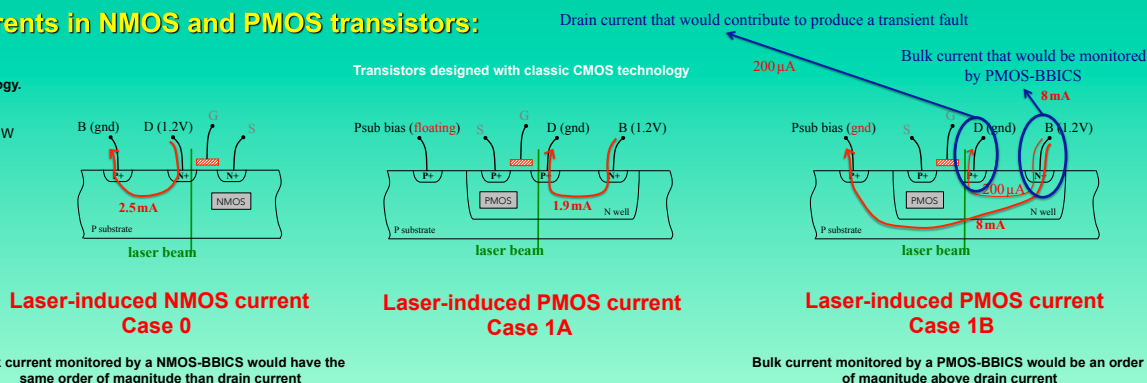 rents in NMOS and PMOS transistors:
Drain current that would contribute to produce a transient fault
Bulk current that would be monitored
by PMOS-BBICS
ogy.
Transistors designed with classic CMOS technology
200µA
8mA
W
B (gnd) D (1.2V) G S
P+ N+ N+
NMOS
2.5mA
P substrate
laser beam
Psub bias (floating) S G D (gnd) B (1.2V)
P+ P+ P+ N+
PMOS
1.9mA
N well
P substrate
laser beam
Psub bias (gnd) S G D (gnd) B (1.2V)
P+ P+ P+ N+
200µA
PMOS
N well
8mA
P substrate
laser beam
Laser-induced NMOS current
Case 0
Laser-induced PMOS current
Case 1A
Laser-induced PMOS current
Case 1B
current monitored by a NMOS-BBICS would have the
same order of magnitude than drain current
Bulk current monitored by a PMOS-BBICS would be an order
of magnitude above drain current